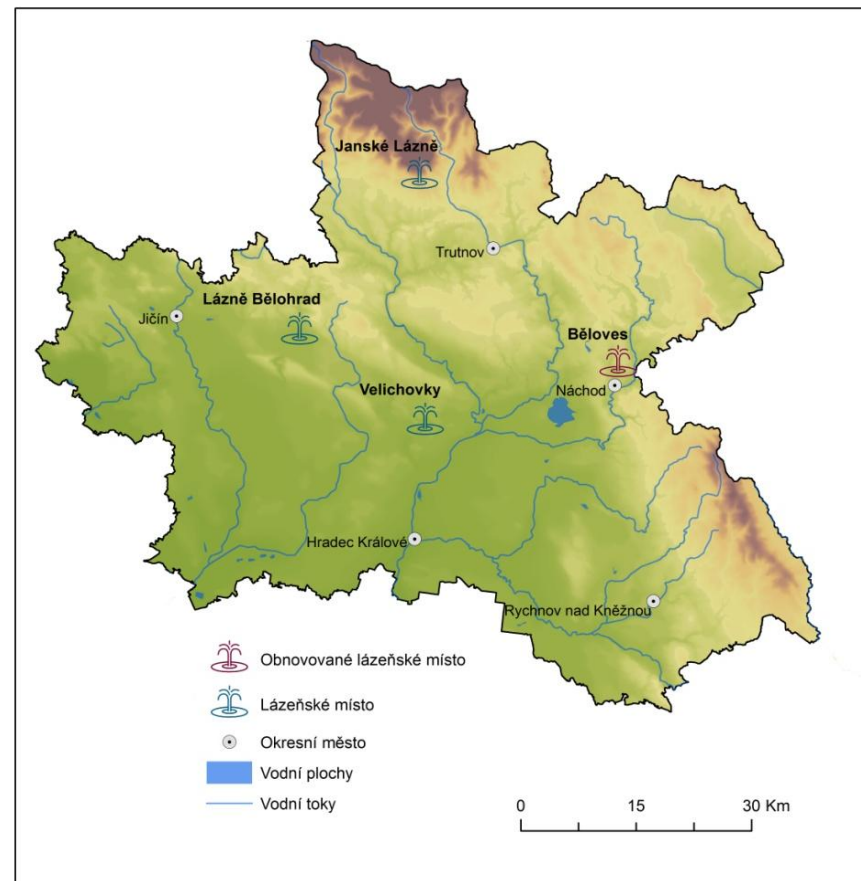 Janské Lázně
Trutnov
Lázně Bělohrad
Jičín
Běloves
Náchod
Velichovky
Hradec Králové
Rychnov nad Kněžnou
Obnovované lázeňské místo
Lázeňské místo
Okresní město
Vodní plochy
Vodní toky
0 15 30 Km